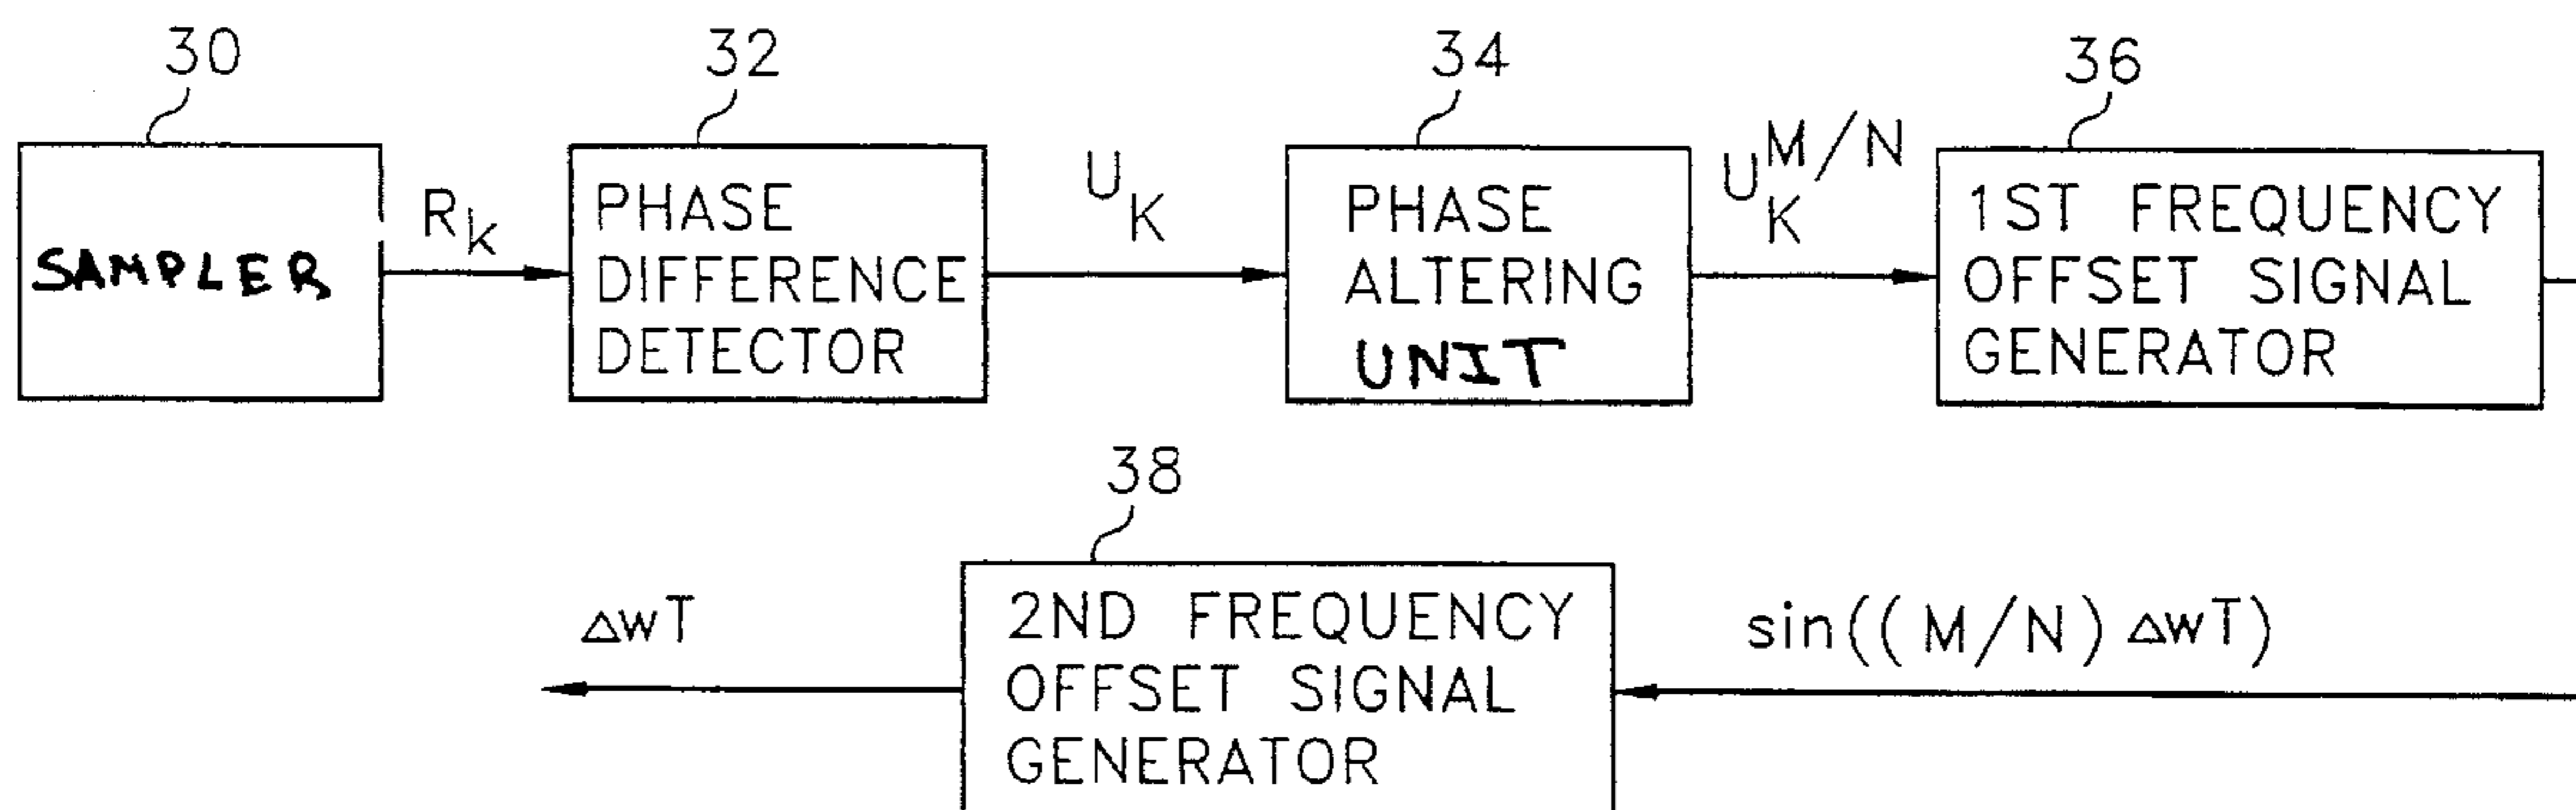 30
32
34
36
SAMPLER
R_k
PHASE
DIFFERENCE
DETECTOR
U_K
PHASE
ALTERING
UNIT
U_K^{M/N}
1ST FREQUENCY
OFFSET SIGNAL
GENERATOR
38
ΔwT
2ND FREQUENCY
OFFSET SIGNAL
GENERATOR
sin((M/N) ΔwT)